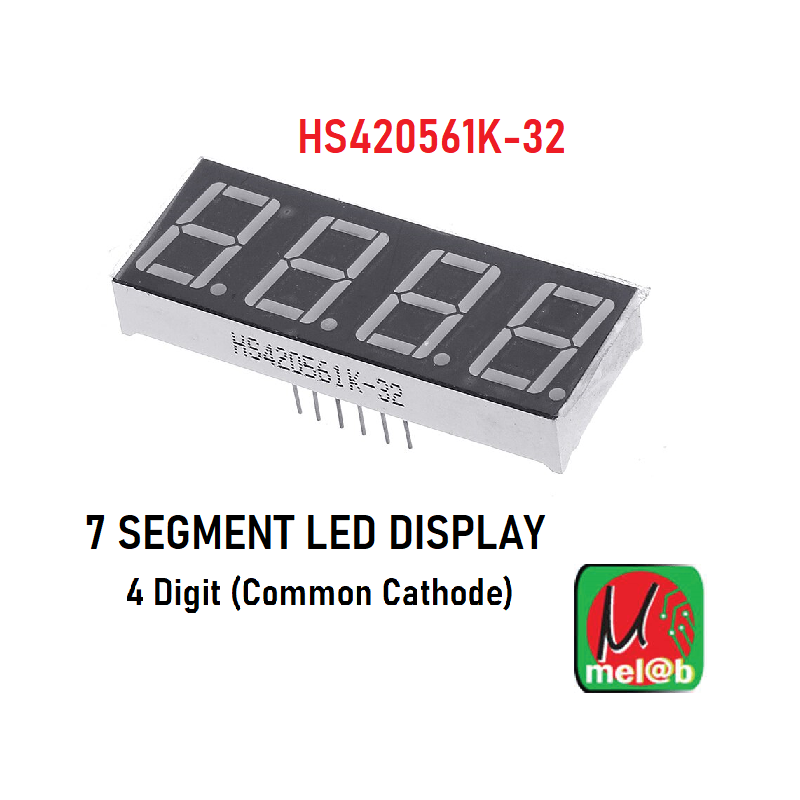 HS420561K-32
HS420561K-32
7 SEGMENT LED DISPLAY
4 Digit (Common Cathode)
µ
mel@b